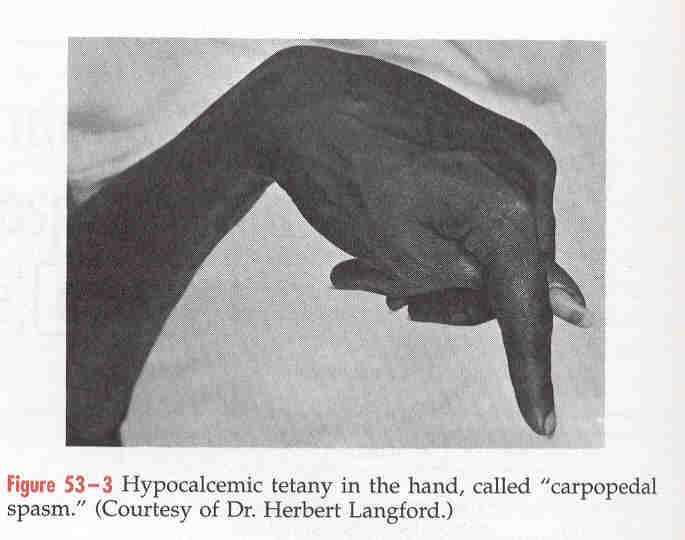 Figure 53–3 Hypocalcemic tetany in the hand, called “carpopedal
spasm.” (Courtesy of Dr. Herbert Langford.)